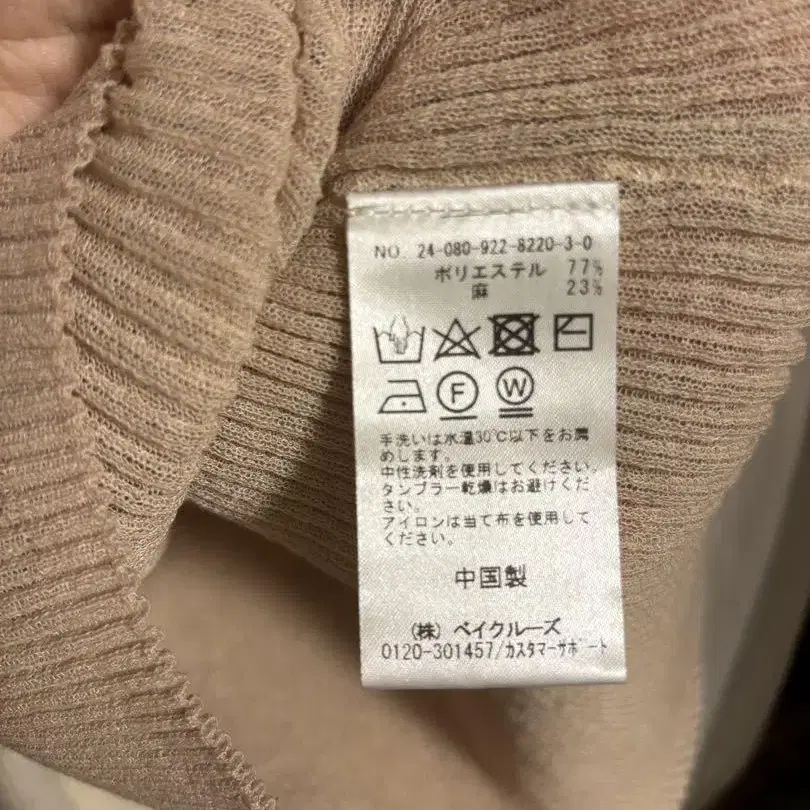 NO. 24-080-922-8220-3-0
ポリエステル 77%
麻 23%
F W
手洗いは水温30℃以下をお薦
めします。
中性洗剤を使用してください。
タンブラー乾燥はお避けくだ
さい。
アイロンは当て布を使用して
ください。
中国製
(株) ベイクルーズ
0120-301457/カスタマーサポート